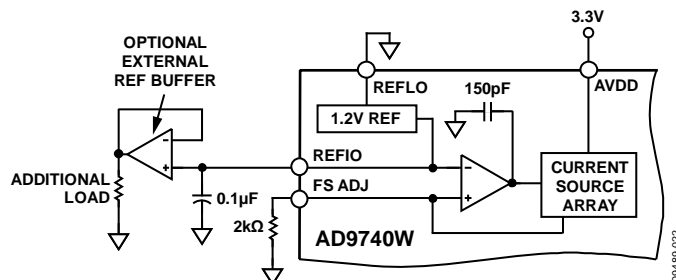 3.3V
OPTIONAL
EXTERNAL
REF BUFFER
REFLO
150pF
AVDD
1.2V REF
–
+
REFIO
–
+
CURRENT
SOURCE
ARRAY
ADDITIONAL
LOAD
0.1µF
FS ADJ
2kΩ
AD9740W